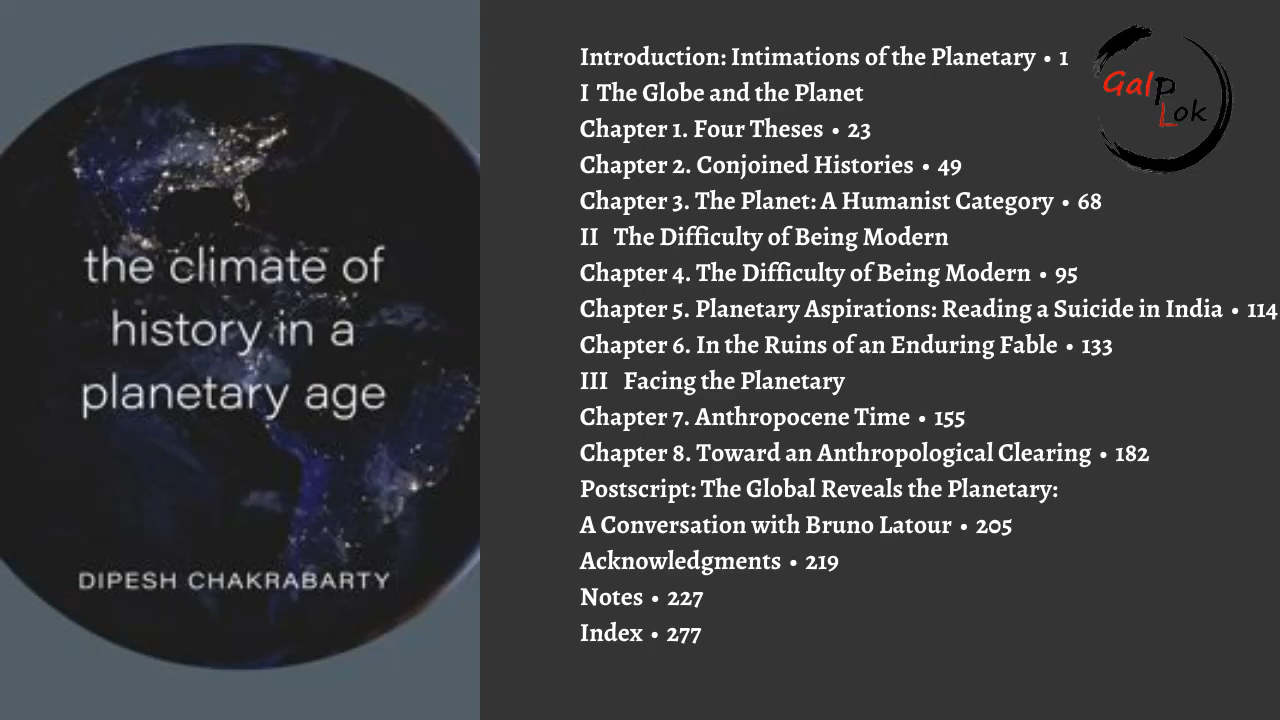 the climate of
history in a
planetary age
DIPESH CHAKRABARTY
Introduction: Intimations of the Planetary • 1
I The Globe and the Planet
Chapter 1. Four Theses • 23
Chapter 2. Conjoined Histories • 49
Chapter 3. The Planet: A Humanist Category • 68
II The Difficulty of Being Modern
Chapter 4. The Difficulty of Being Modern • 95
Chapter 5. Planetary Aspirations: Reading a Suicide in India • 114
Chapter 6. In the Ruins of an Enduring Fable • 133
III Facing the Planetary
Chapter 7. Anthropocene Time • 155
Chapter 8. Toward an Anthropological Clearing • 182
Postscript: The Global Reveals the Planetary:
A Conversation with Bruno Latour • 205
Acknowledgments • 219
Notes • 227
Index • 277
Galp
Lok